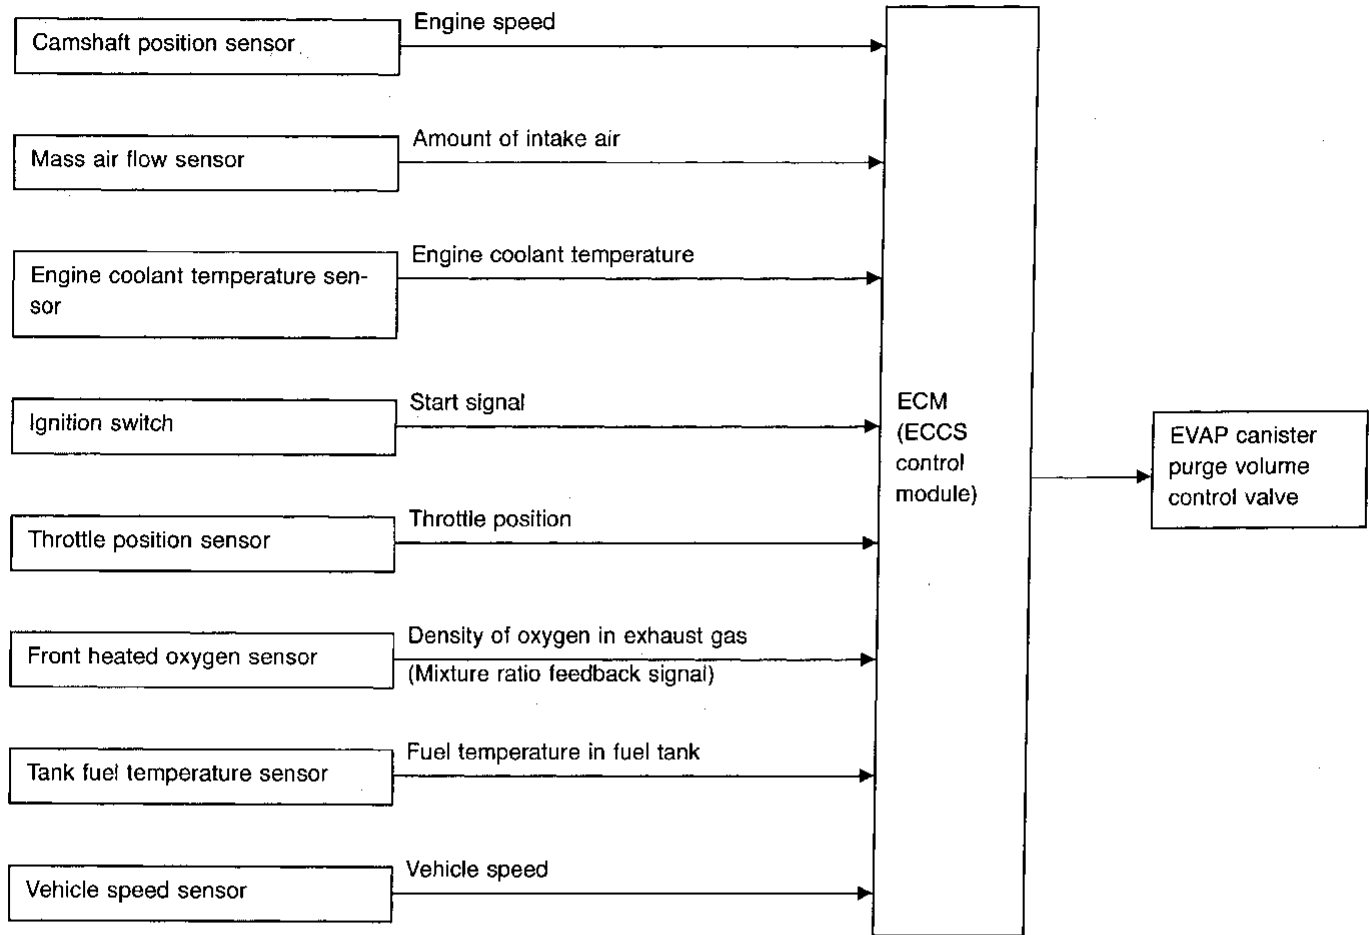 Camshaft position sensor
Engine speed
Mass air flow sensor
Amount of intake air
Engine coolant temperature sen-
sor
Engine coolant temperature
Ignition switch
Start signal
Throttle position sensor
Throttle position
Front heated oxygen sensor
Density of oxygen in exhaust gas
(Mixture ratio feedback signal)
Tank fuel temperature sensor
Fuel temperature in fuel tank
Vehicle speed sensor
Vehicle speed
ECM
(ECCS
control
module)
EVAP canister
purge volume
control valve